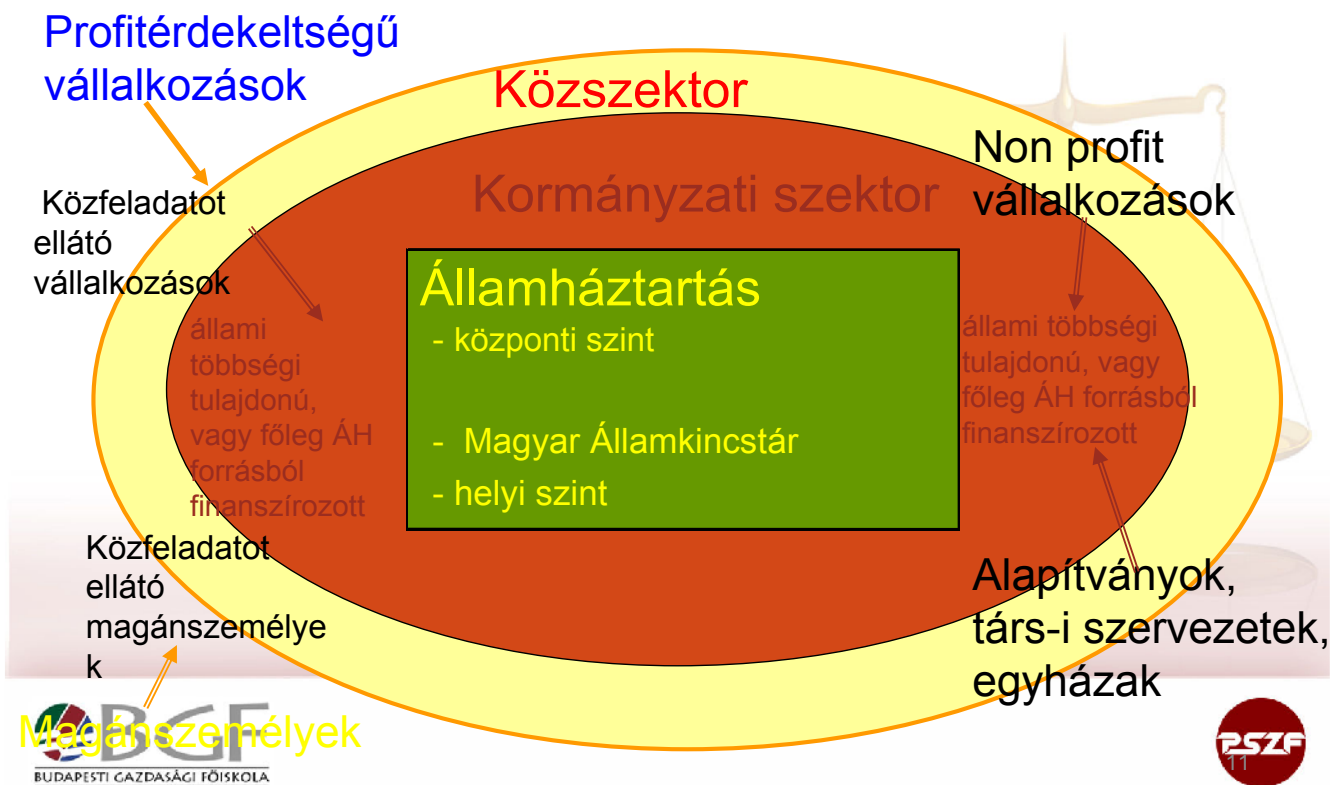 Profitérdekeltségű
vállalkozások
Közszektor
Non profit
vállalkozások
Kormányzati szektor
Közfeladatot
ellátó
vállalkozások
Államháztartás
- központi szint
- Magyar Államkincstár
- helyi szint
állami
többségi
tulajdonú,
vagy főleg ÁH
forrásból
finanszírozott
állami többségi
tulajdonú, vagy
főleg ÁH forrásból
finanszírozott
Közfeladatot
ellátó
magánszemélye
k
Alapítványok,
társ-i szervezetek,
egyházak
Magánszemélyek
BGF
BUDAPESTI GAZDASÁGI FŐISKOLA
PSZF
11